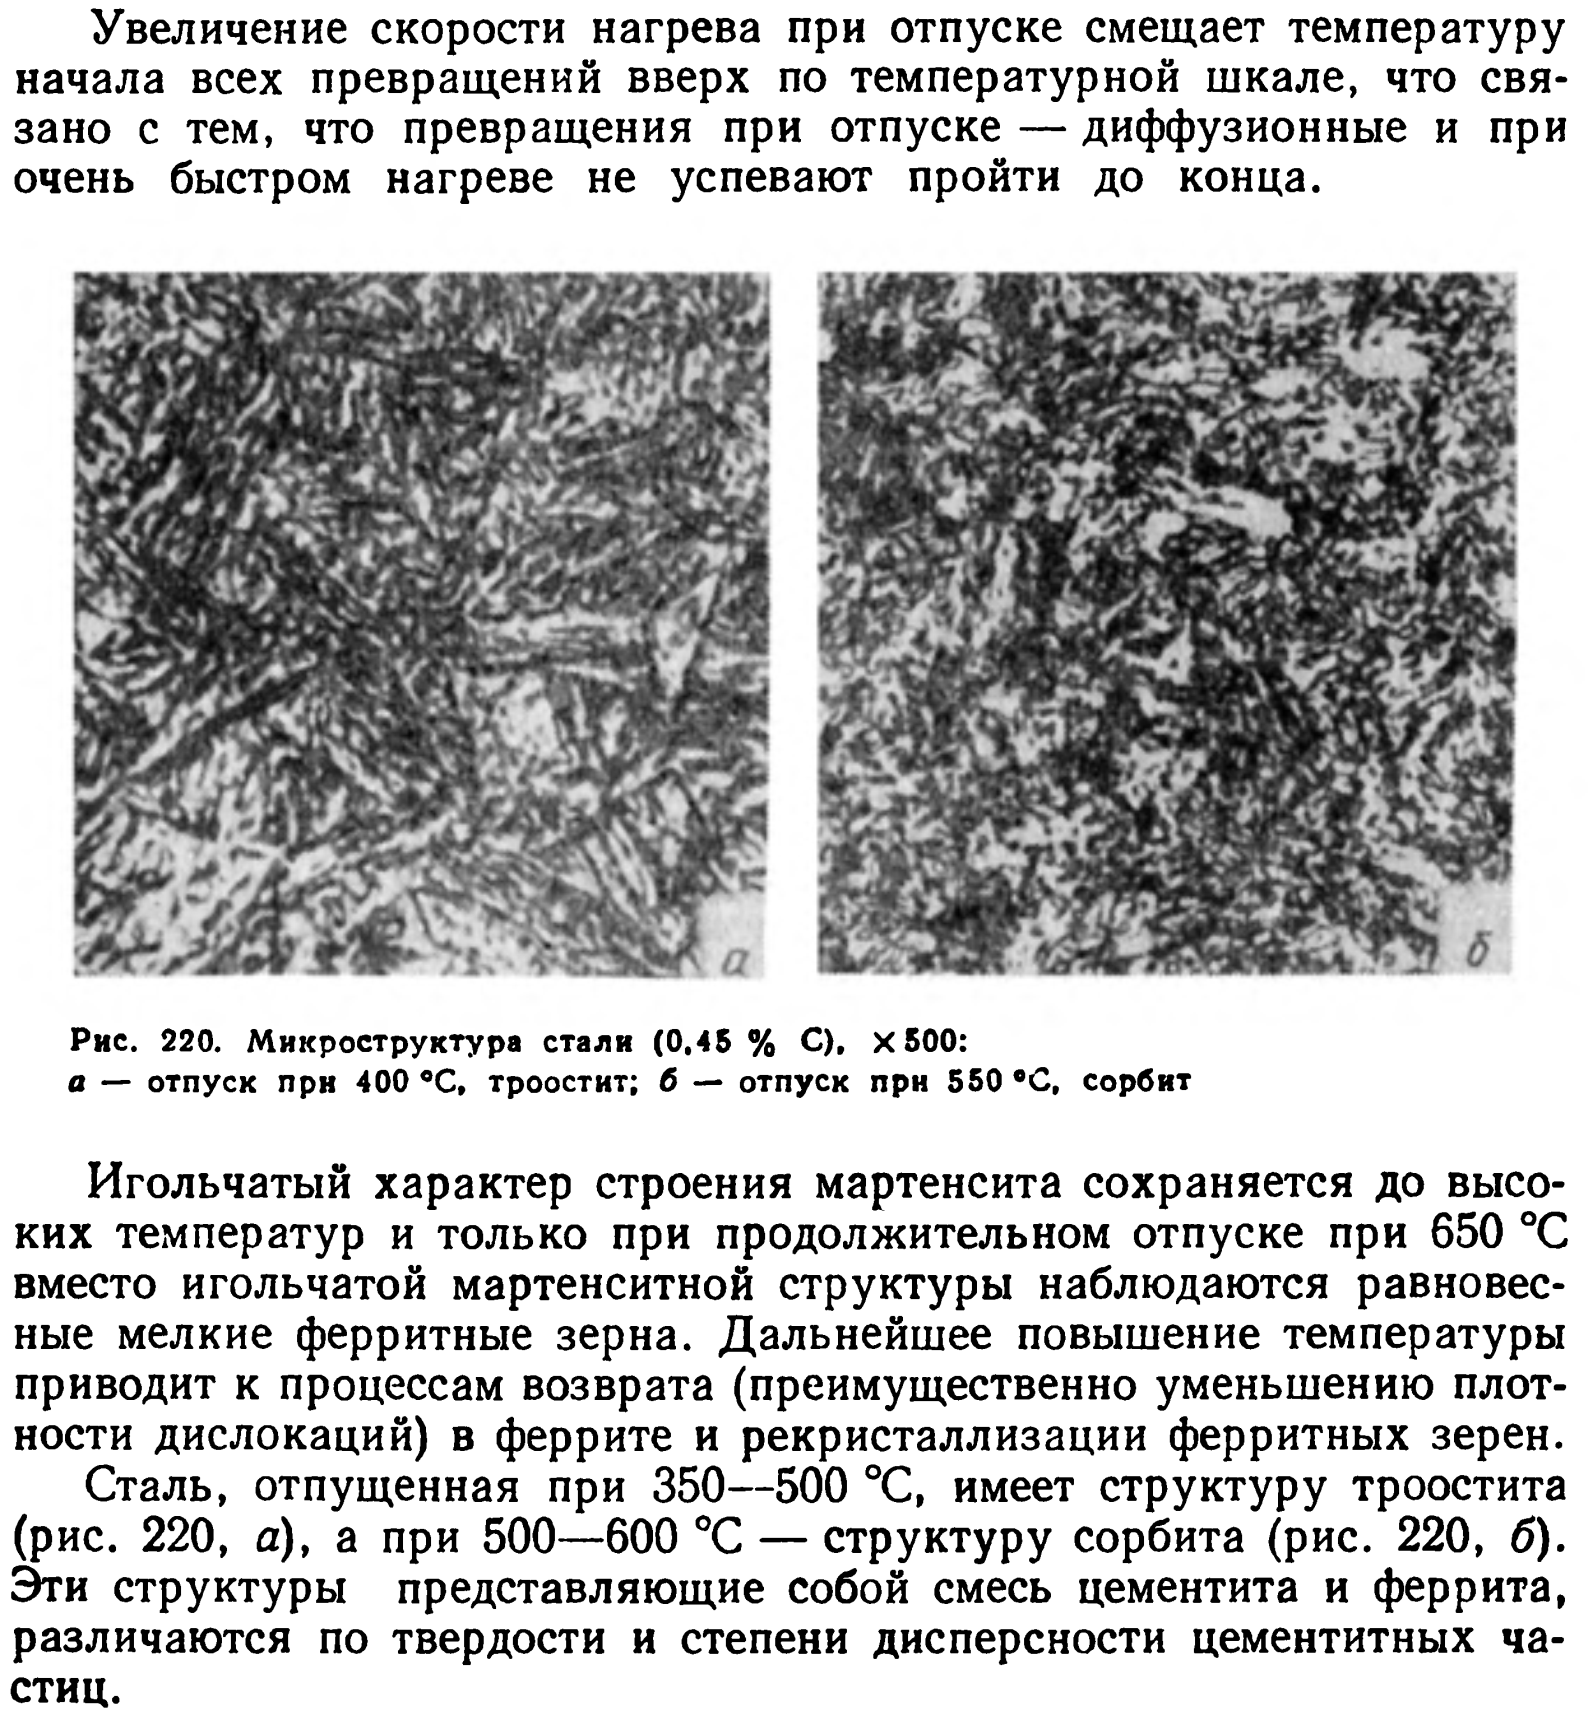 Увеличение скорости нагрева при отпуске смещает температуру
начала всех превращений вверх по температурной шкале, что свя-
зано с тем, что превращения при отпуске — диффузионные и при
очень быстром нагреве не успевают пройти до конца.
а
б
Рис. 220. Микроструктура стали (0,45 % С), ×500:
а — отпуск при 400 °С, троостит; б — отпуск при 550 °С, сорбит
Игольчатый характер строения мартенсита сохраняется до высо-
ких температур и только при продолжительном отпуске при 650 °С
вместо игольчатой мартенситной структуры наблюдаются равновес-
ные мелкие ферритные зерна. Дальнейшее повышение температуры
приводит к процессам возврата (преимущественно уменьшению плот-
ности дислокаций) в феррите и рекристаллизации ферритных зерен.
Сталь, отпущенная при 350—500 °С, имеет структуру троостита
(рис. 220, а), а при 500—600 °С — структуру сорбита (рис. 220, б).
Эти структуры представляющие собой смесь цементита и феррита,
различаются по твердости и степени дисперсности цементитных ча-
стиц.